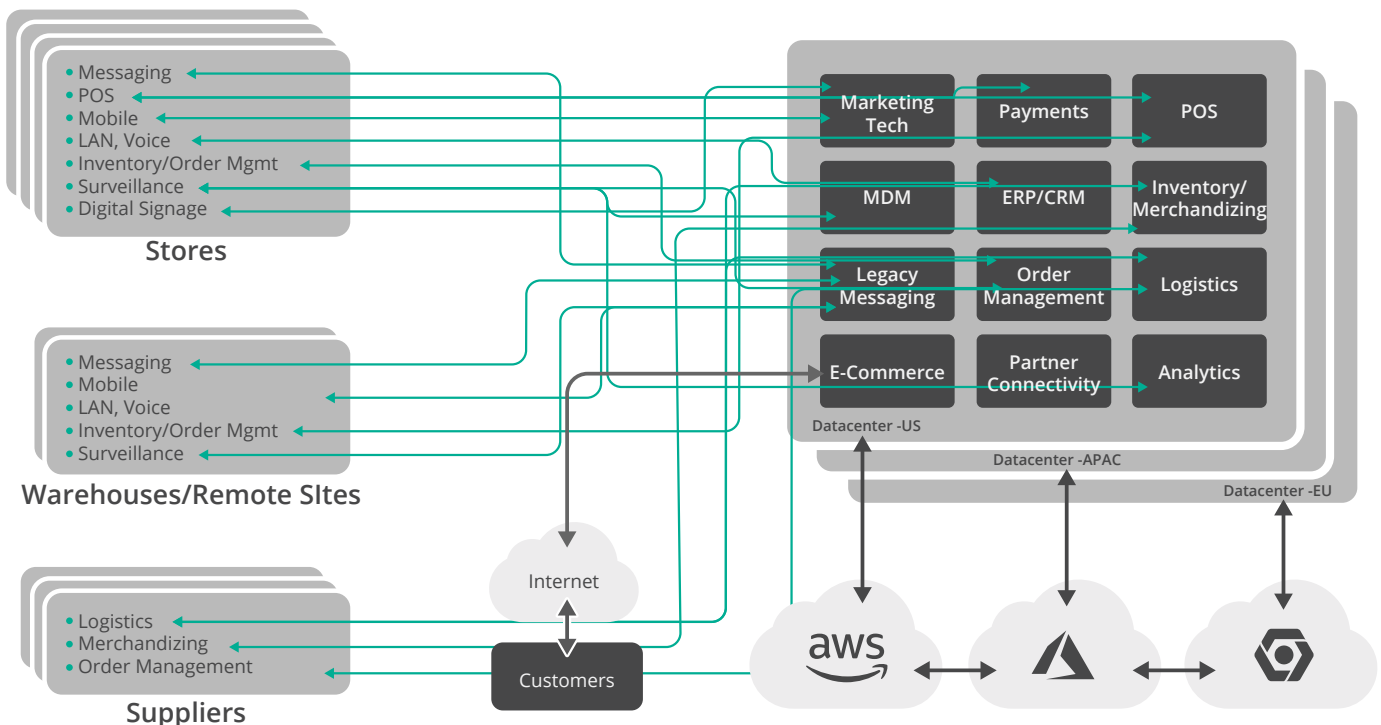 Messaging
POS
Mobile
LAN, Voice
Inventory/Order Mgmt
Surveillance
Digital Signage
Stores
Messaging
Mobile
LAN, Voice
Inventory/Order Mgmt
Surveillance
Warehouses/Remote SItes
Logistics
Merchandizing
Order Management
Suppliers
Internet
Customers
Marketing
Tech
Payments
POS
MDM
ERP/CRM
Inventory/
Merchandizing
Legacy
Messaging
Order
Management
Logistics
E-Commerce
Partner
Connectivity
Analytics
Datacenter -US
Datacenter -APAC
Datacenter -EU
aws